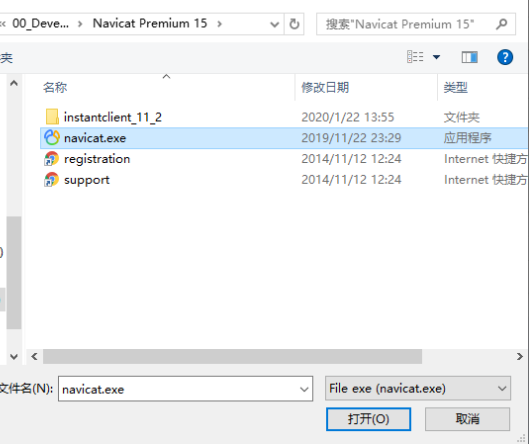 « 00_Deve... › Navicat Premium 15 › 搜索"Navicat Premium 15"
夹
名称 修改日期 类型
instantclient_11_2 2020/1/22 13:55 文件夹
navicat.exe 2019/11/22 23:29 应用程序
registration 2014/11/12 12:24 Internet 快捷方
support 2014/11/12 12:24 Internet 快捷方
文件名(N): navicat.exe File exe (navicat.exe)
打开(O) 取消